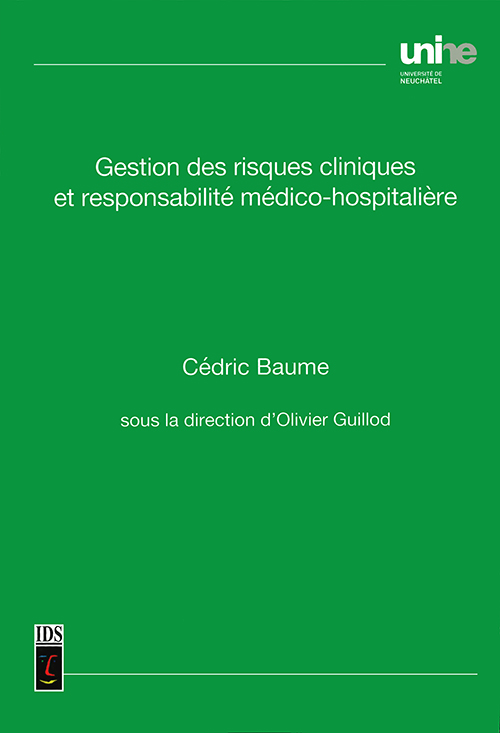 unine
UNIVERSITÉ DE
NEUCHÂTEL
Gestion des risques cliniques
et responsabilité médico-hospitalière
Cédric Baume
sous la direction d'Olivier Guillod
IDS